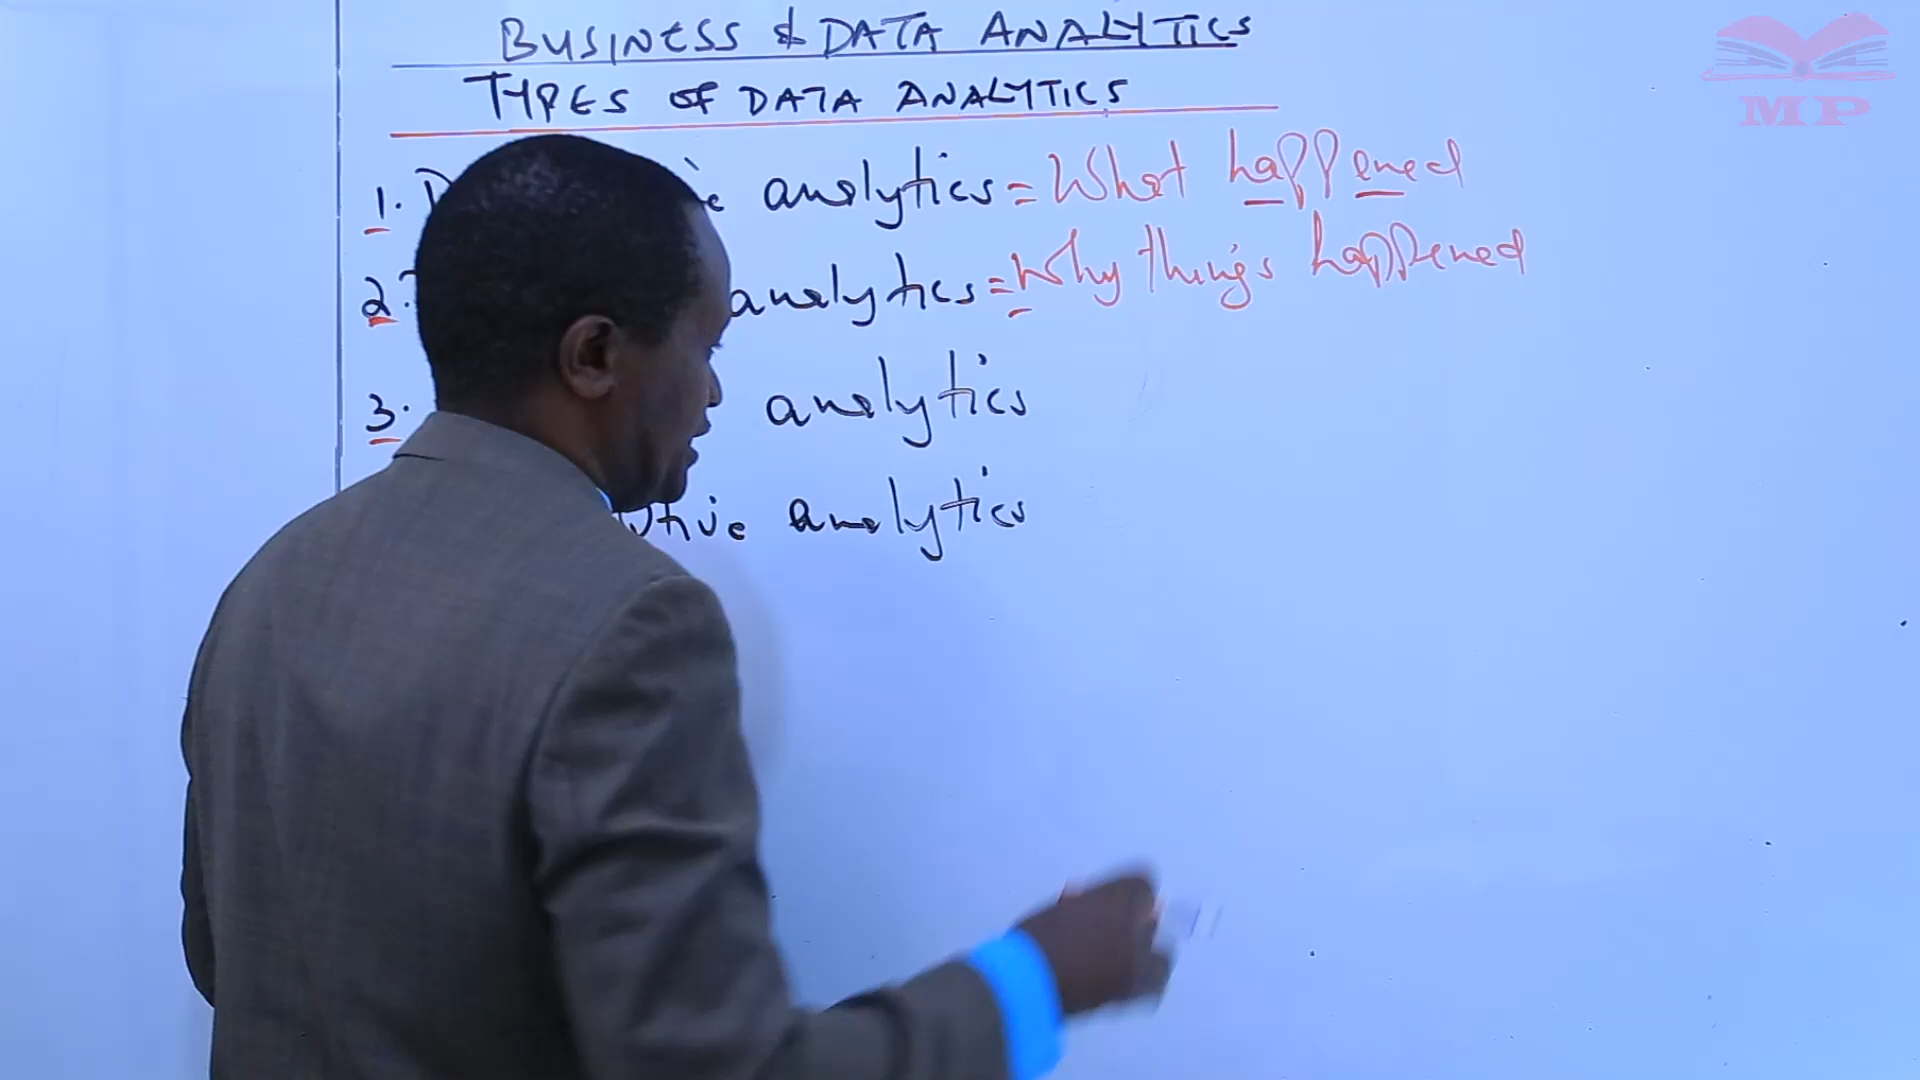 BUSINESS & DATA ANALYTICS
TYPES OF DATA ANALYTICS
1. analytics = What happened
2. analytics = Why things happened
3. analytics
analytics
MP